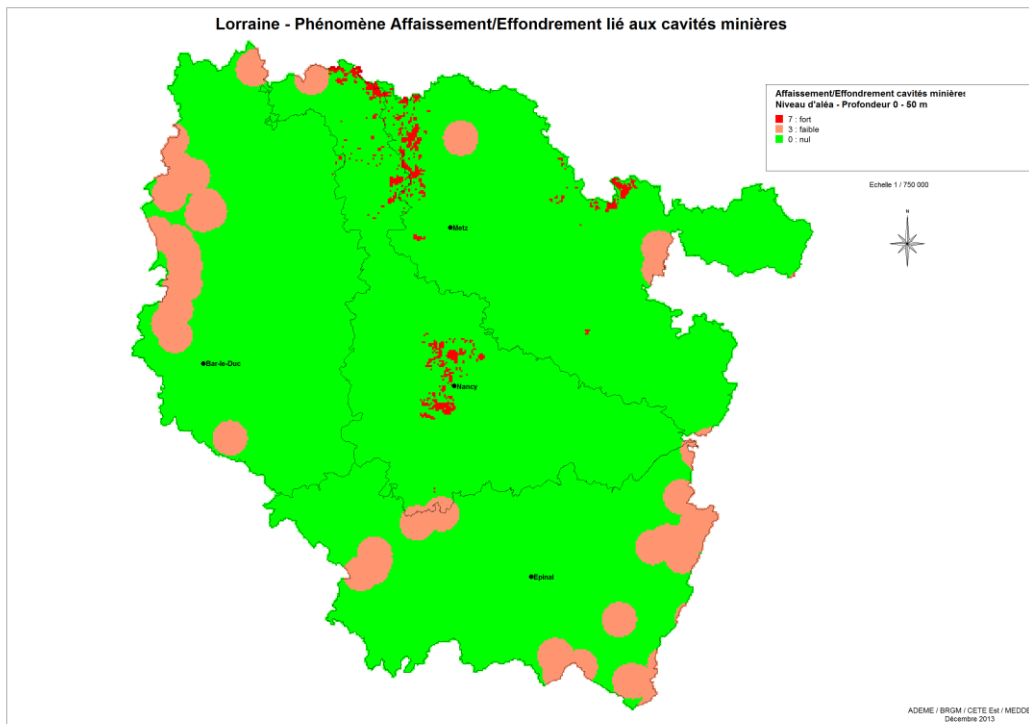 Lorraine - Phénomène Affaissement/Effondrement lié aux cavités minières
Affaissement/Effondrement cavités minières
Niveau d'aléa - Profondeur 0 - 50 m
7 : fort
3 : faible
0 : nul
Echelle 1 / 750 000
N
Metz
Bar-le-Duc
Nancy
Epinal
ADEME / BRGM / CETE Est / MEDDE
Décembre 2013